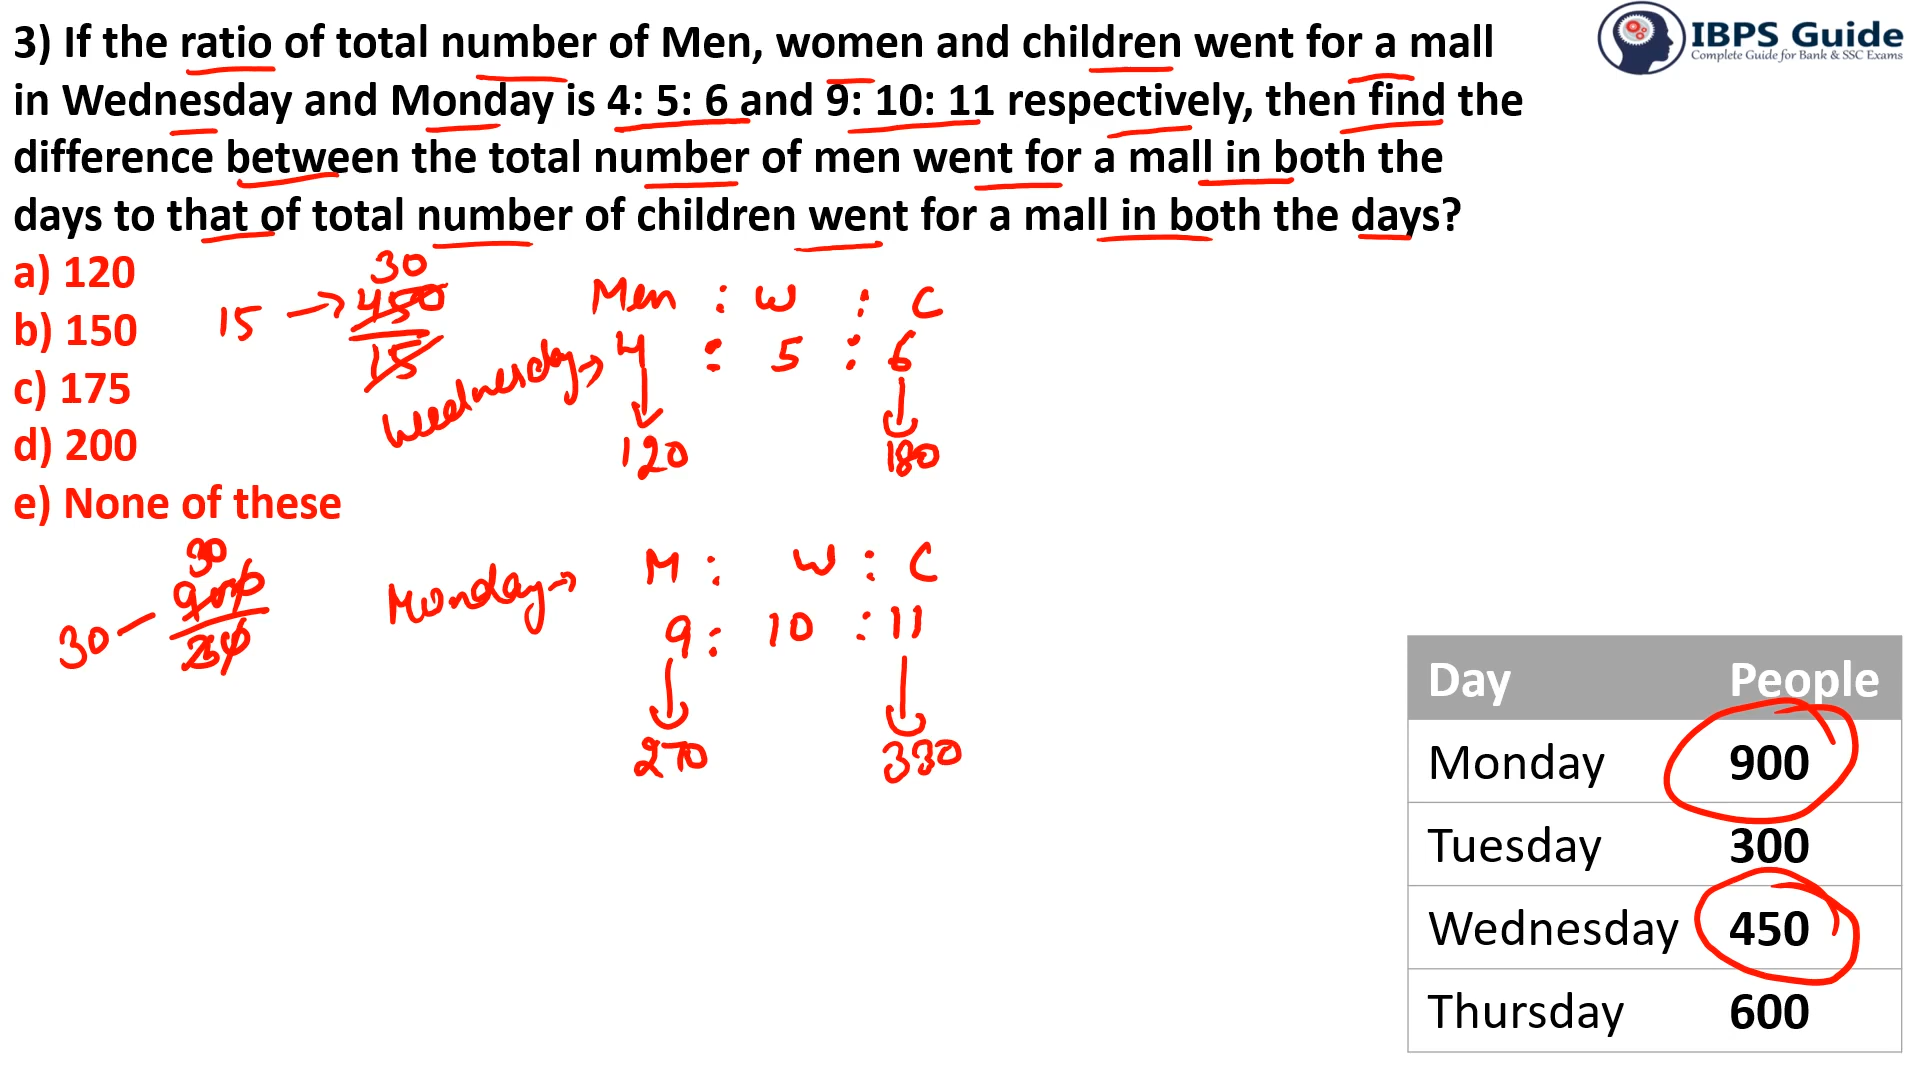 3) If the ratio of total number of Men, women and children went for a mall
in Wednesday and Monday is 4: 5: 6 and 9: 10: 11 respectively, then find the
difference between the total number of men went for a mall in both the
days to that of total number of children went for a mall in both the days?
IBPS Guide
Complete Guide for Bank & SSC Exams
a) 120
b) 150
c) 175
d) 200
e) None of these
30
15 → 450
15
Men : W : C
Wednesday → 4 : 5 : 6
120 180
30
30 — 900
30
M : W : C
Monday → 9 : 10 : 11
270 330
Day People
Monday 900
Tuesday 300
Wednesday 450
Thursday 600